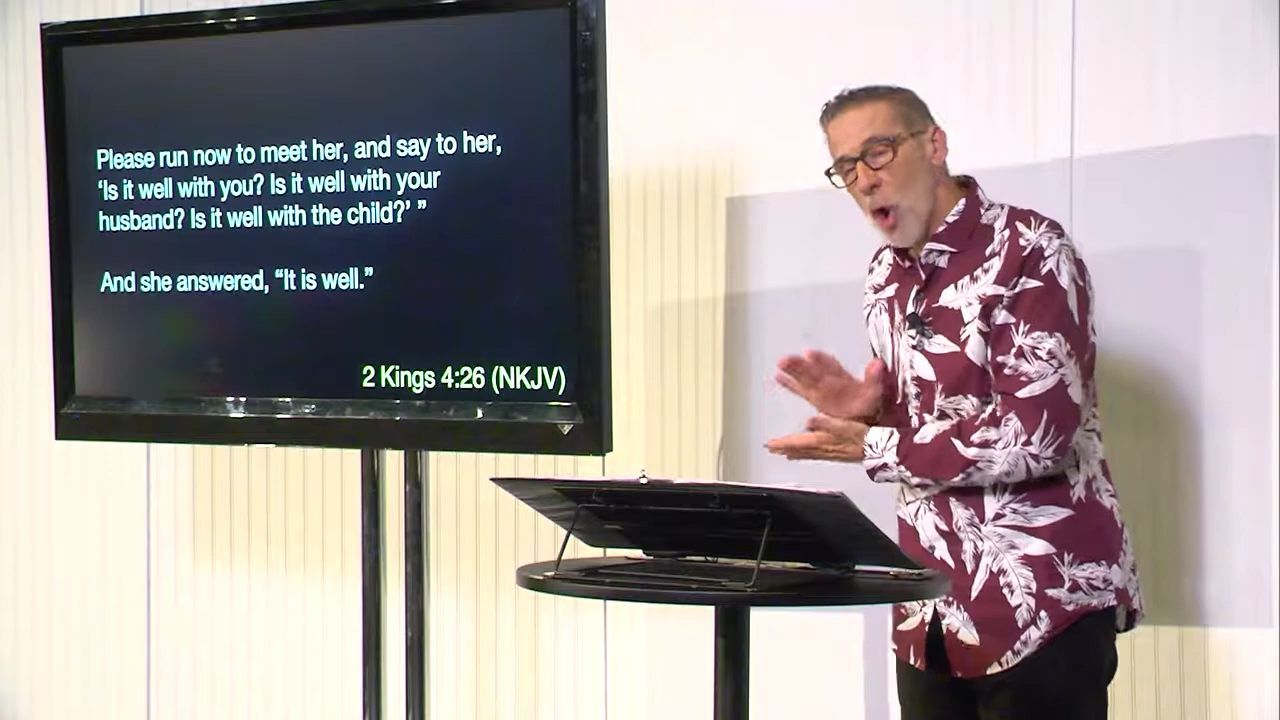 Please run now to meet her, and say to her,
‘Is it well with you? Is it well with your
husband? Is it well with the child?’ ”
And she answered, “It is well.”
2 Kings 4:26 (NKJV)